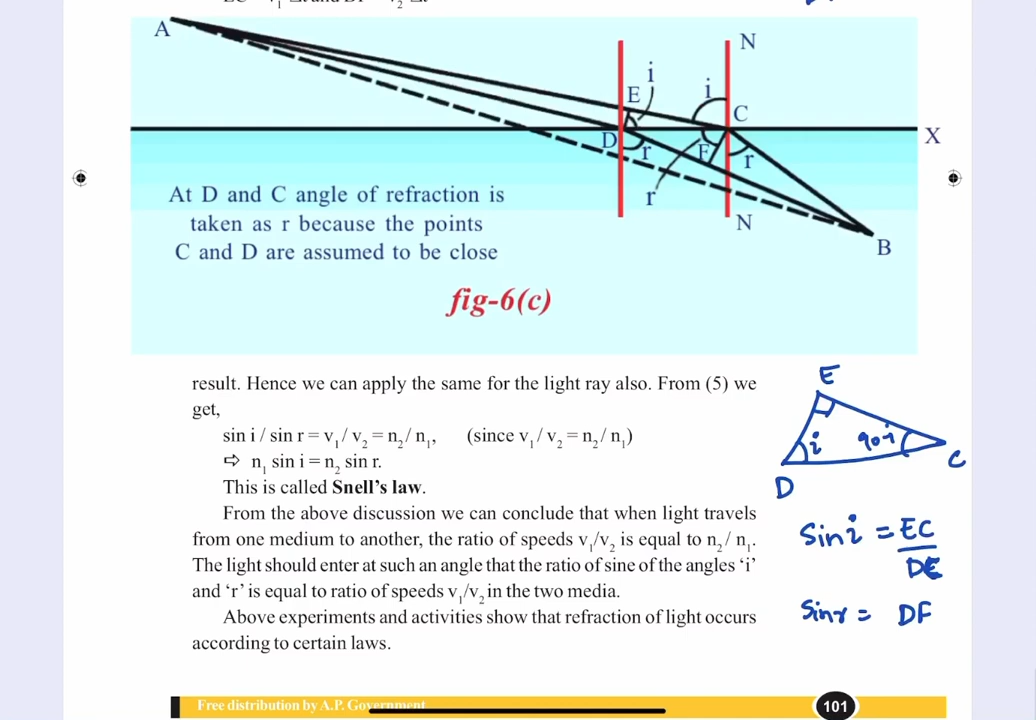 A
N
i
E
i
C
D
X
F
r
r
r
N
B
At D and C angle of refraction is
taken as r because the points
C and D are assumed to be close
fig-6(c)
result. Hence we can apply the same for the light ray also. From (5) we
get,
sin i / sin r = v₁ / v₂ = n₂ / n₁,      (since v₁ / v₂ = n₂ / n₁)
⇨ n₁ sin i = n₂ sin r.
This is called Snell's law.
From the above discussion we can conclude that when light travels
from one medium to another, the ratio of speeds v₁/v₂ is equal to n₂/ n₁.
The light should enter at such an angle that the ratio of sine of the angles ‘i’
and ‘r’ is equal to ratio of speeds v₁/v₂ in the two media.
Above experiments and activities show that refraction of light occurs
according to certain laws.
E
i
90-i
C
D
Sin i = EC
Sin r = DF
Free distribution by A.P. Government
101